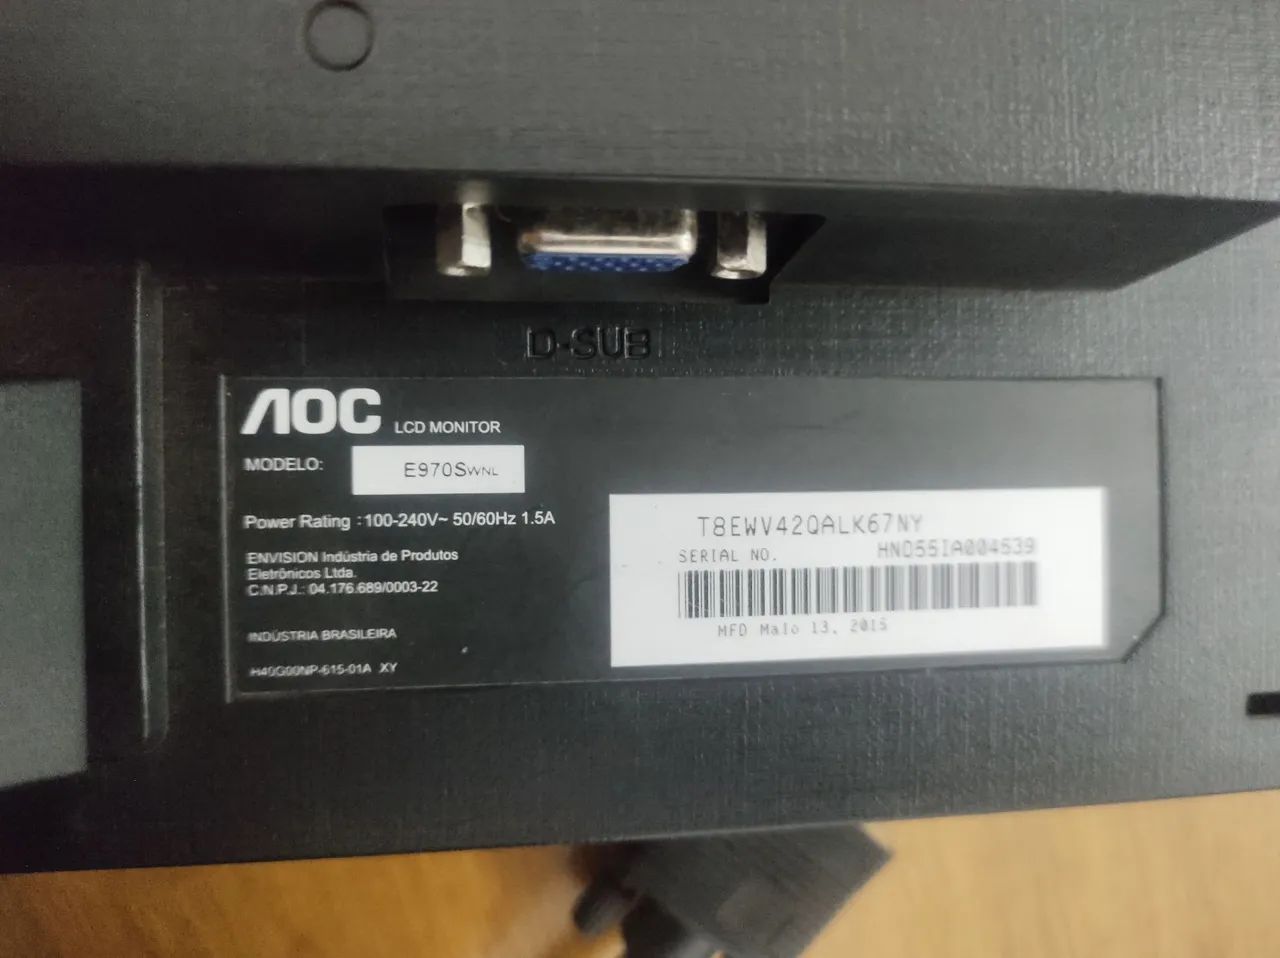 D-SUB
AOC LCD MONITOR
MODELO: E970SWNL
Power Rating : 100-240V~ 50/60Hz 1.5A
ENVISION Indústria de Produtos
Eletrônicos Ltda.
C.N.P.J.: 04.176.689/0003-22
INDÚSTRIA BRASILEIRA
H40G00NP-615-01A XY
T8EWV42QALK67NY
SERIAL NO. HND55IA004539
MFD Maio 13, 2015